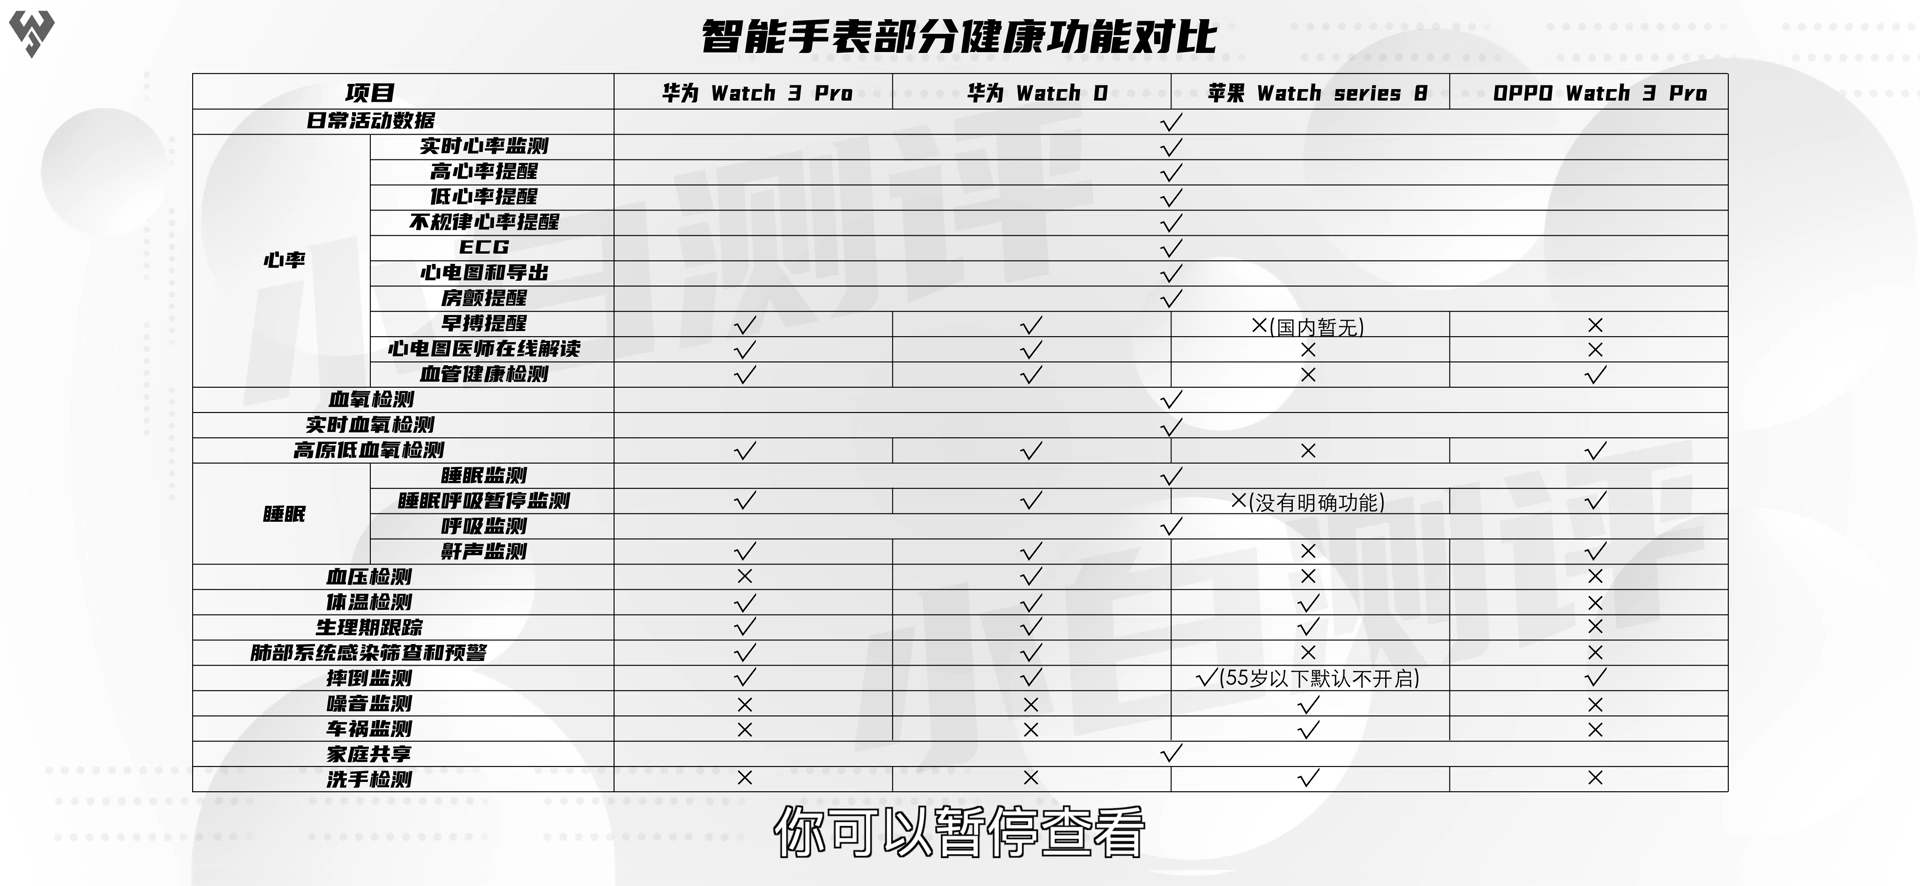 智能手表部分健康功能对比
项目 华为 Watch 3 Pro 华为 Watch D 苹果 Watch series 8 OPPO Watch 3 Pro
日常活动数据 √
心率
实时心率监测 √
高心率提醒 √
低心率提醒 √
不规律心率提醒 √
ECG √
心电图和导出 √
房颤提醒 √
早搏提醒 √ √ ×(国内暂无) ×
心电图医师在线解读 √ √ × ×
血管健康检测 √ √ × √
血氧检测 √
实时血氧检测 √
高原低血氧检测 √ √ × √
睡眠
睡眠监测 √
睡眠呼吸暂停监测 √ √ ×(没有明确功能) √
呼吸监测 √
鼾声监测 √ √ × √
血压检测 × √ × ×
体温检测 √ √ √ ×
生理期跟踪 √ √ √ ×
肺部系统感染筛查和预警 √ √ × ×
摔倒监测 √ √ √(55岁以下默认不开启) √
噪音监测 × × √ ×
车祸监测 × × √ ×
家庭共享 √
洗手检测 × × √ ×
小白测评
小白测评
你可以暂停查看